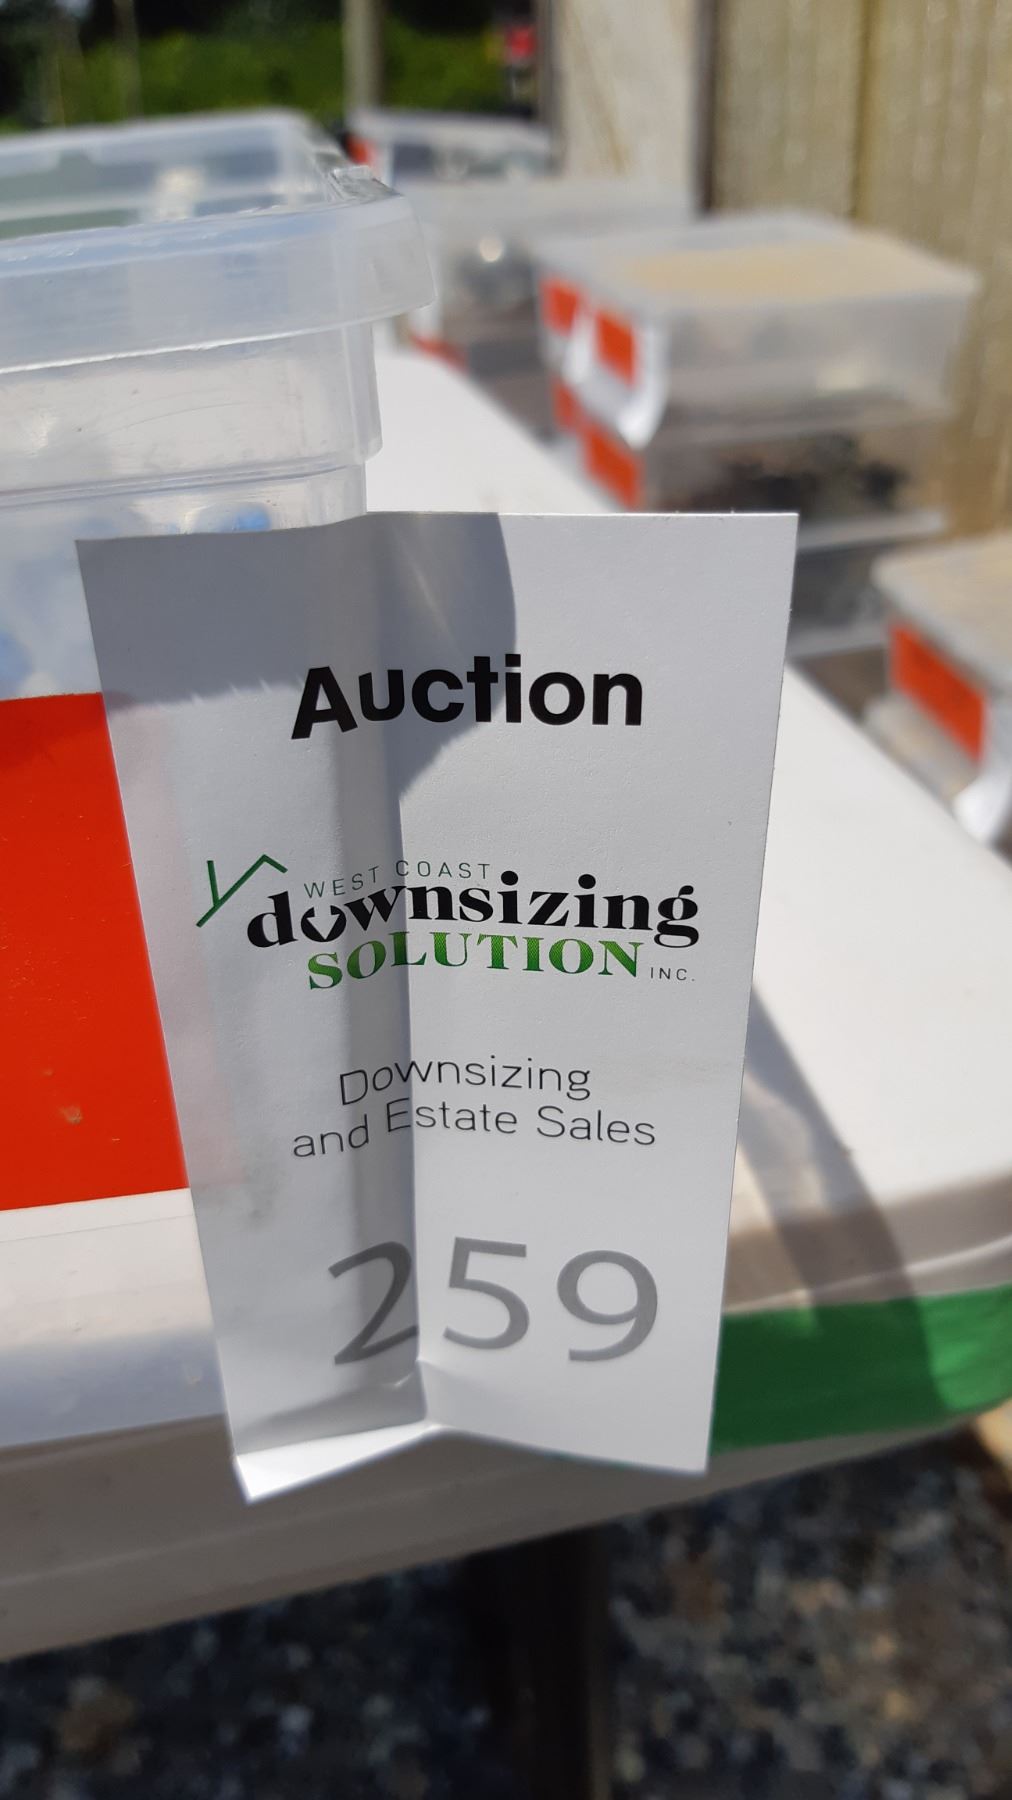 Auction
WEST COAST
downsizing
SOLUTION INC.
Downsizing
and Estate Sales
259